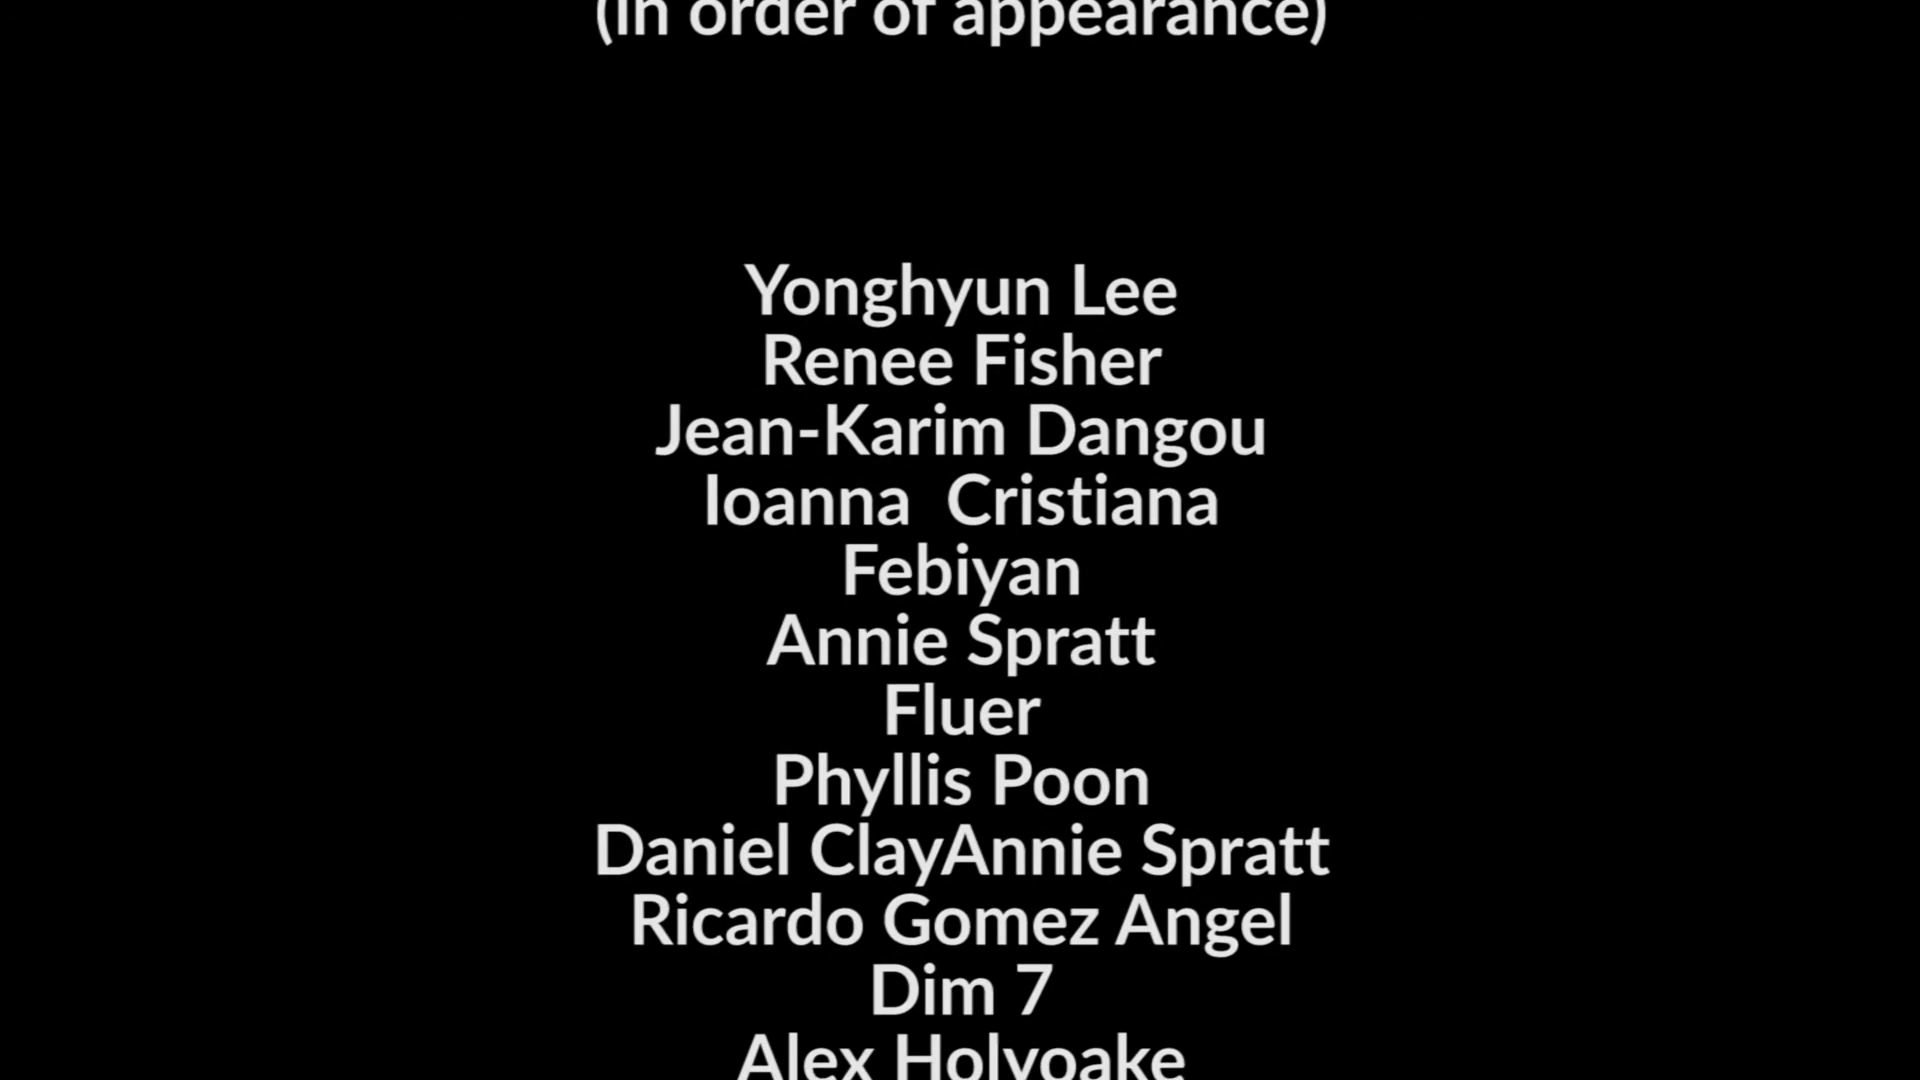 (in order of appearance)
Yonghyun Lee
Renee Fisher
Jean-Karim Dangou
Ioanna  Cristiana
Febiyan
Annie Spratt
Fluer
Phyllis Poon
Daniel ClayAnnie Spratt
Ricardo Gomez Angel
Dim 7
Alex Holyoake